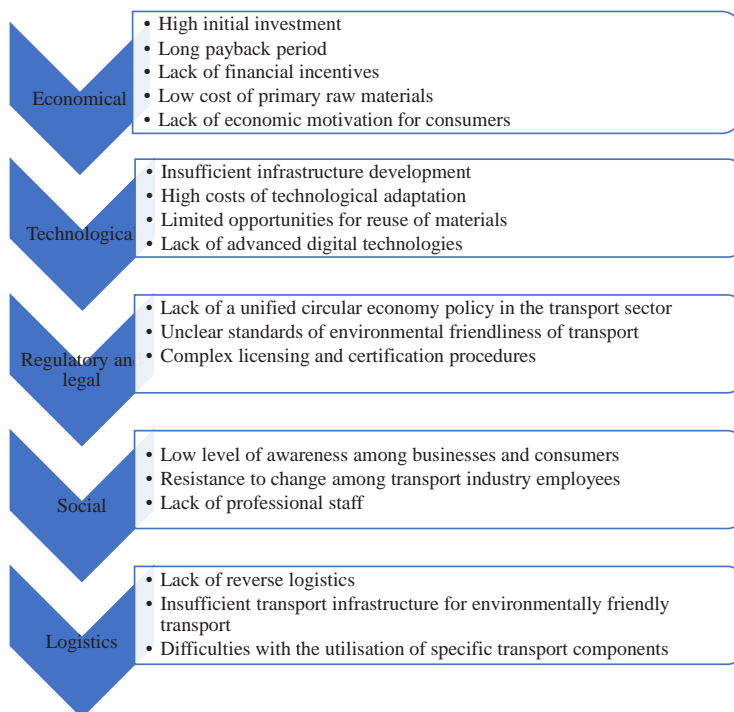 Economical
• High initial investment
• Long payback period
• Lack of financial incentives
• Low cost of primary raw materials
• Lack of economic motivation for consumers
Technological
• Insufficient infrastructure development
• High costs of technological adaptation
• Limited opportunities for reuse of materials
• Lack of advanced digital technologies
Regulatory and
legal
• Lack of a unified circular economy policy in the transport sector
• Unclear standards of environmental friendliness of transport
• Complex licensing and certification procedures
Social
• Low level of awareness among businesses and consumers
• Resistance to change among transport industry employees
• Lack of professional staff
Logistics
• Lack of reverse logistics
• Insufficient transport infrastructure for environmentally friendly
transport
• Difficulties with the utilisation of specific transport components